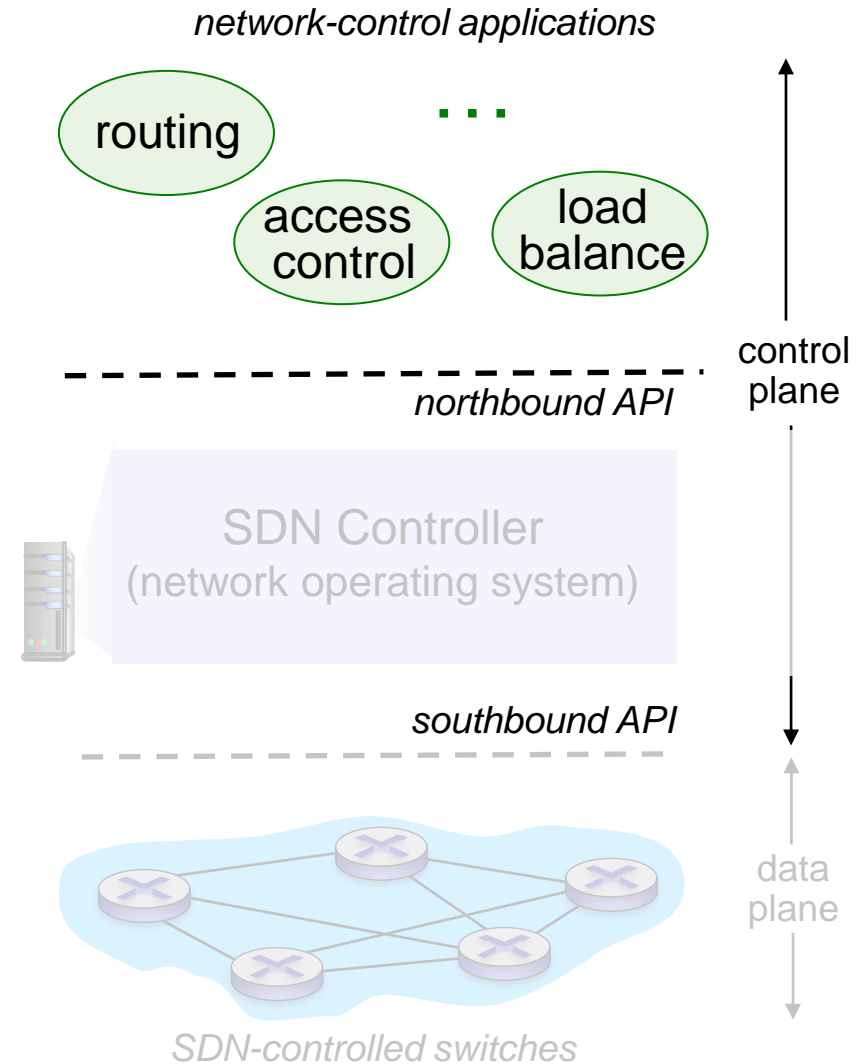 network-control applications
routing
...
access
control
load
balance
control
plane
northbound API
SDN Controller
(network operating system)
southbound API
data
plane
SDN-controlled switches